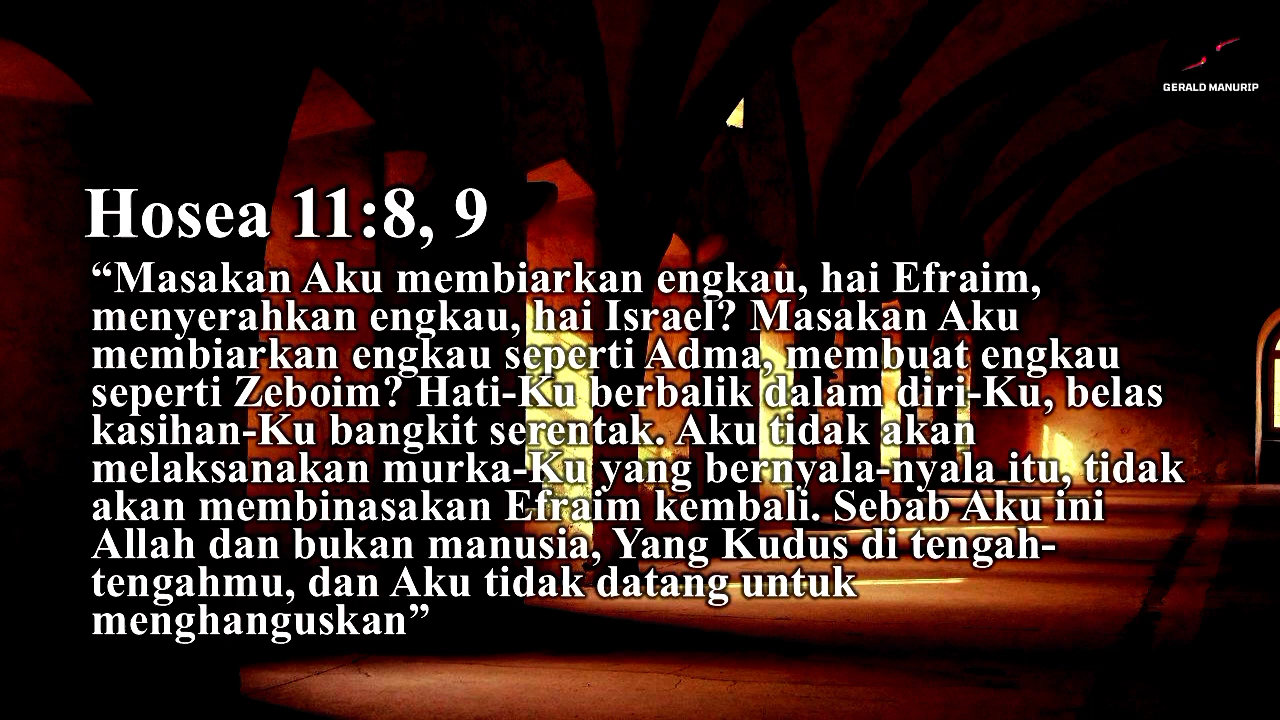 GERALD MANURIP
Hosea 11:8, 9
“Masakan Aku membiarkan engkau, hai Efraim,
menyerahkan engkau, hai Israel? Masakan Aku
membiarkan engkau seperti Adma, membuat engkau
seperti Zeboim? Hati-Ku berbalik dalam diri-Ku, belas
kasihan-Ku bangkit serentak. Aku tidak akan
melaksanakan murka-Ku yang bernyala-nyala itu, tidak
akan membinasakan Efraim kembali. Sebab Aku ini
Allah dan bukan manusia, Yang Kudus di tengah-
tengahmu, dan Aku tidak datang untuk
menghanguskan”